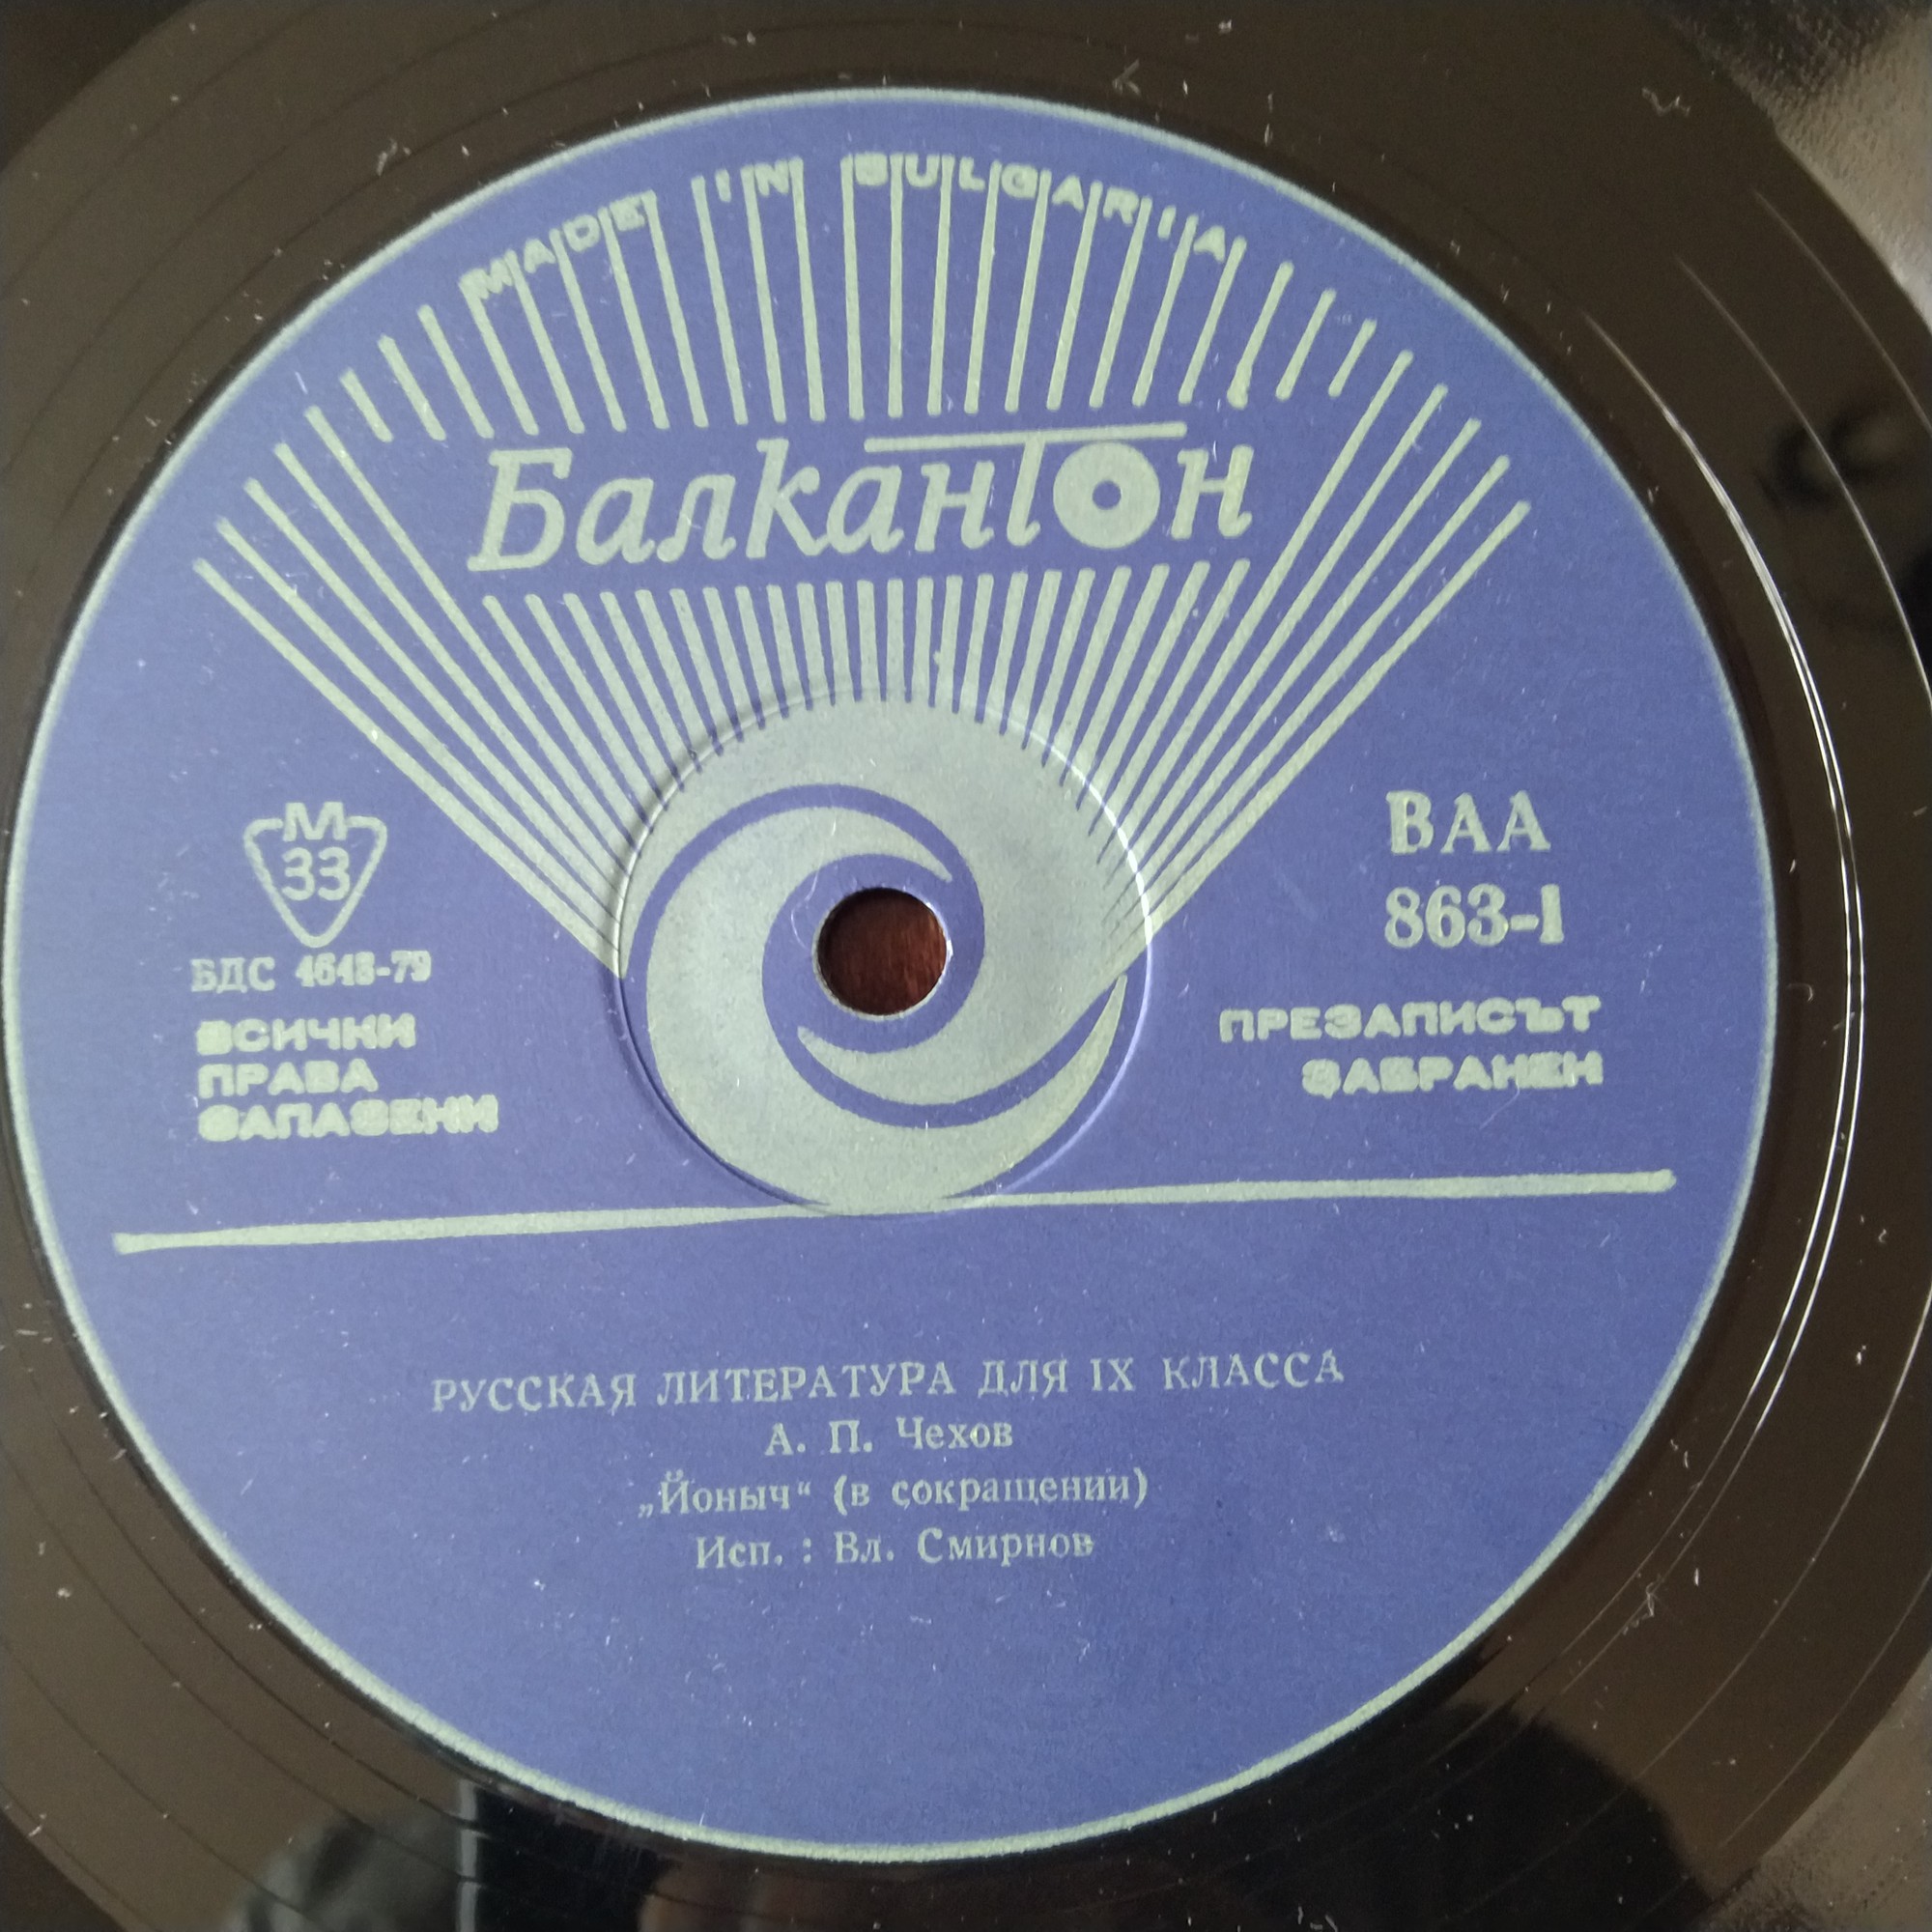 MADE IN BULGARIA
Балкантон
М
33
БДС 4648-79
ВСИЧКИ
ПРАВА
ЗАПАЗЕНИ
ВАА
863-1
ПРЕЗАПИСЪТ
ЗАБРАНЕН
РУССКАЯ ЛИТЕРАТУРА ДЛЯ IX КЛАССА
А. П. Чехов
„Йоныч“ (в сокращении)
Исп. : Вл. Смирнов